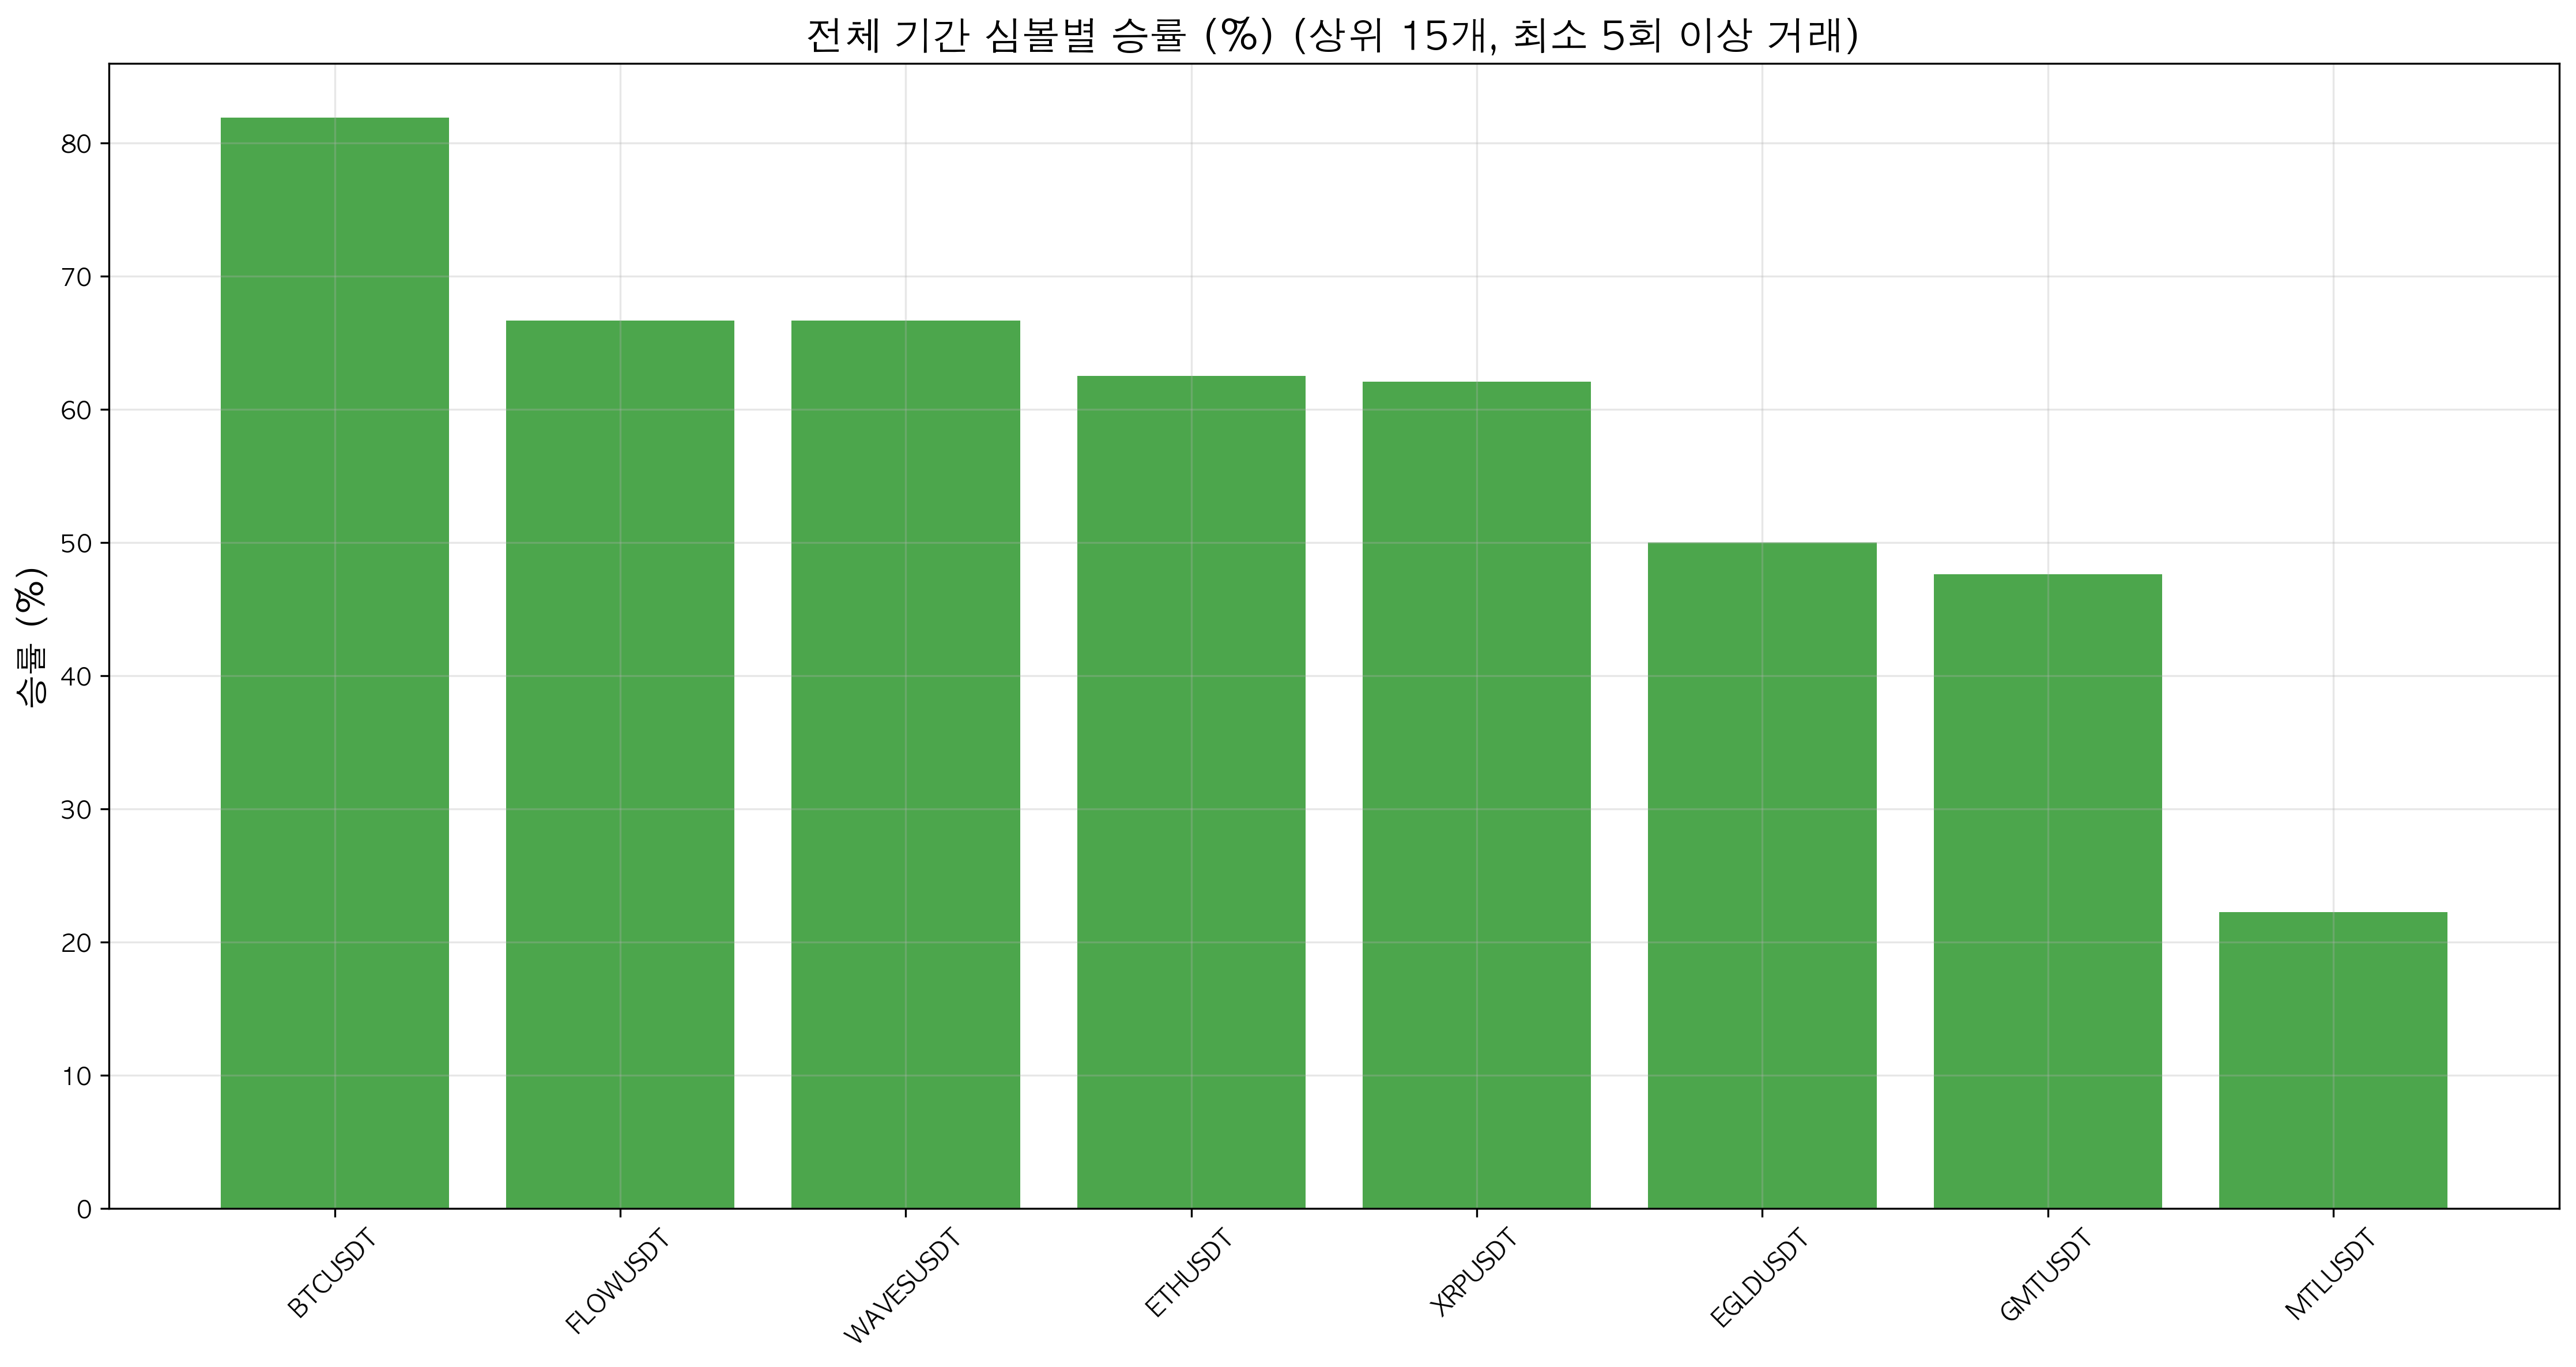 전체 기간 심볼별 승률 (%) (상위 15개, 최소 5회 이상 거래)
승률 (%)
80
70
60
50
40
30
20
10
0
BTCUSDT
FLOWUSDT
WAVESUSDT
ETHUSDT
XRPUSDT
EGLDUSDT
GMTUSDT
MTLUSDT